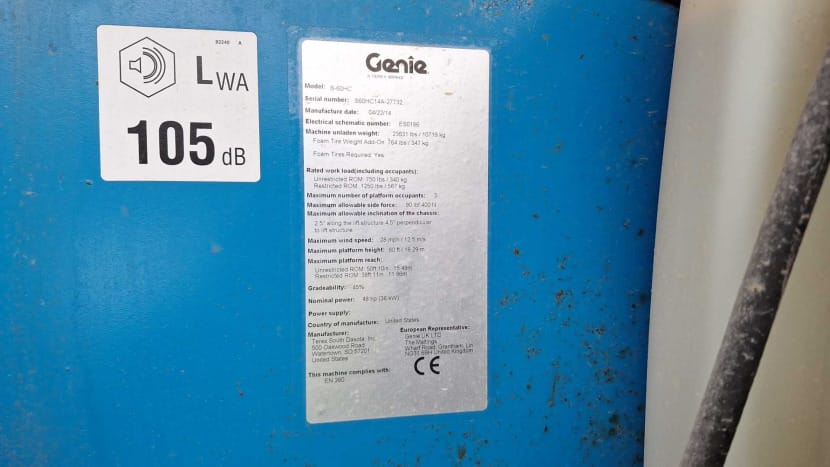 82240 A
LWA
105 dB
Genie
A TEREX BRAND
Model: S-60HC
Serial number: S60HC14A-27732
Manufacture date: 04/23/14
Electrical schematic number: ES0186
Machine unladen weight: 23631 lbs / 10719 kg
Foam Tire Weight Add-On: 764 lbs / 347 kg
Foam Tires Required: Yes
Rated work load(including occupants):
Unrestricted ROM: 750 lbs / 340 kg
Restricted ROM: 1250 lbs / 567 kg
Maximum number of platform occupants: 3
Maximum allowable side force: 90 lbf 400 N
Maximum allowable inclination of the chassis:
2.5° along the lift structure 4.5° perpendicular
to lift structure
Maximum wind speed: 28 mph / 12.5 m/s
Maximum platform height: 60 ft / 18.29 m
Maximum platform reach:
Unrestricted ROM: 50ft 10in 15.49m
Restricted ROM:
Gradeability: 45%
Nominal power: 48 hp (36 kW)
Power supply:
Country of manufacture: United States
Manufacturer:
Terex South Dakota, Inc.
500 Oakwood Road
Watertown, SD 57201
United States
European Representative:
Genie UK LTD
The Maltings
Wharf Road, Grantham, Lin
NG31 6BH United Kingdom
This machine complies with:
EN 280
CE